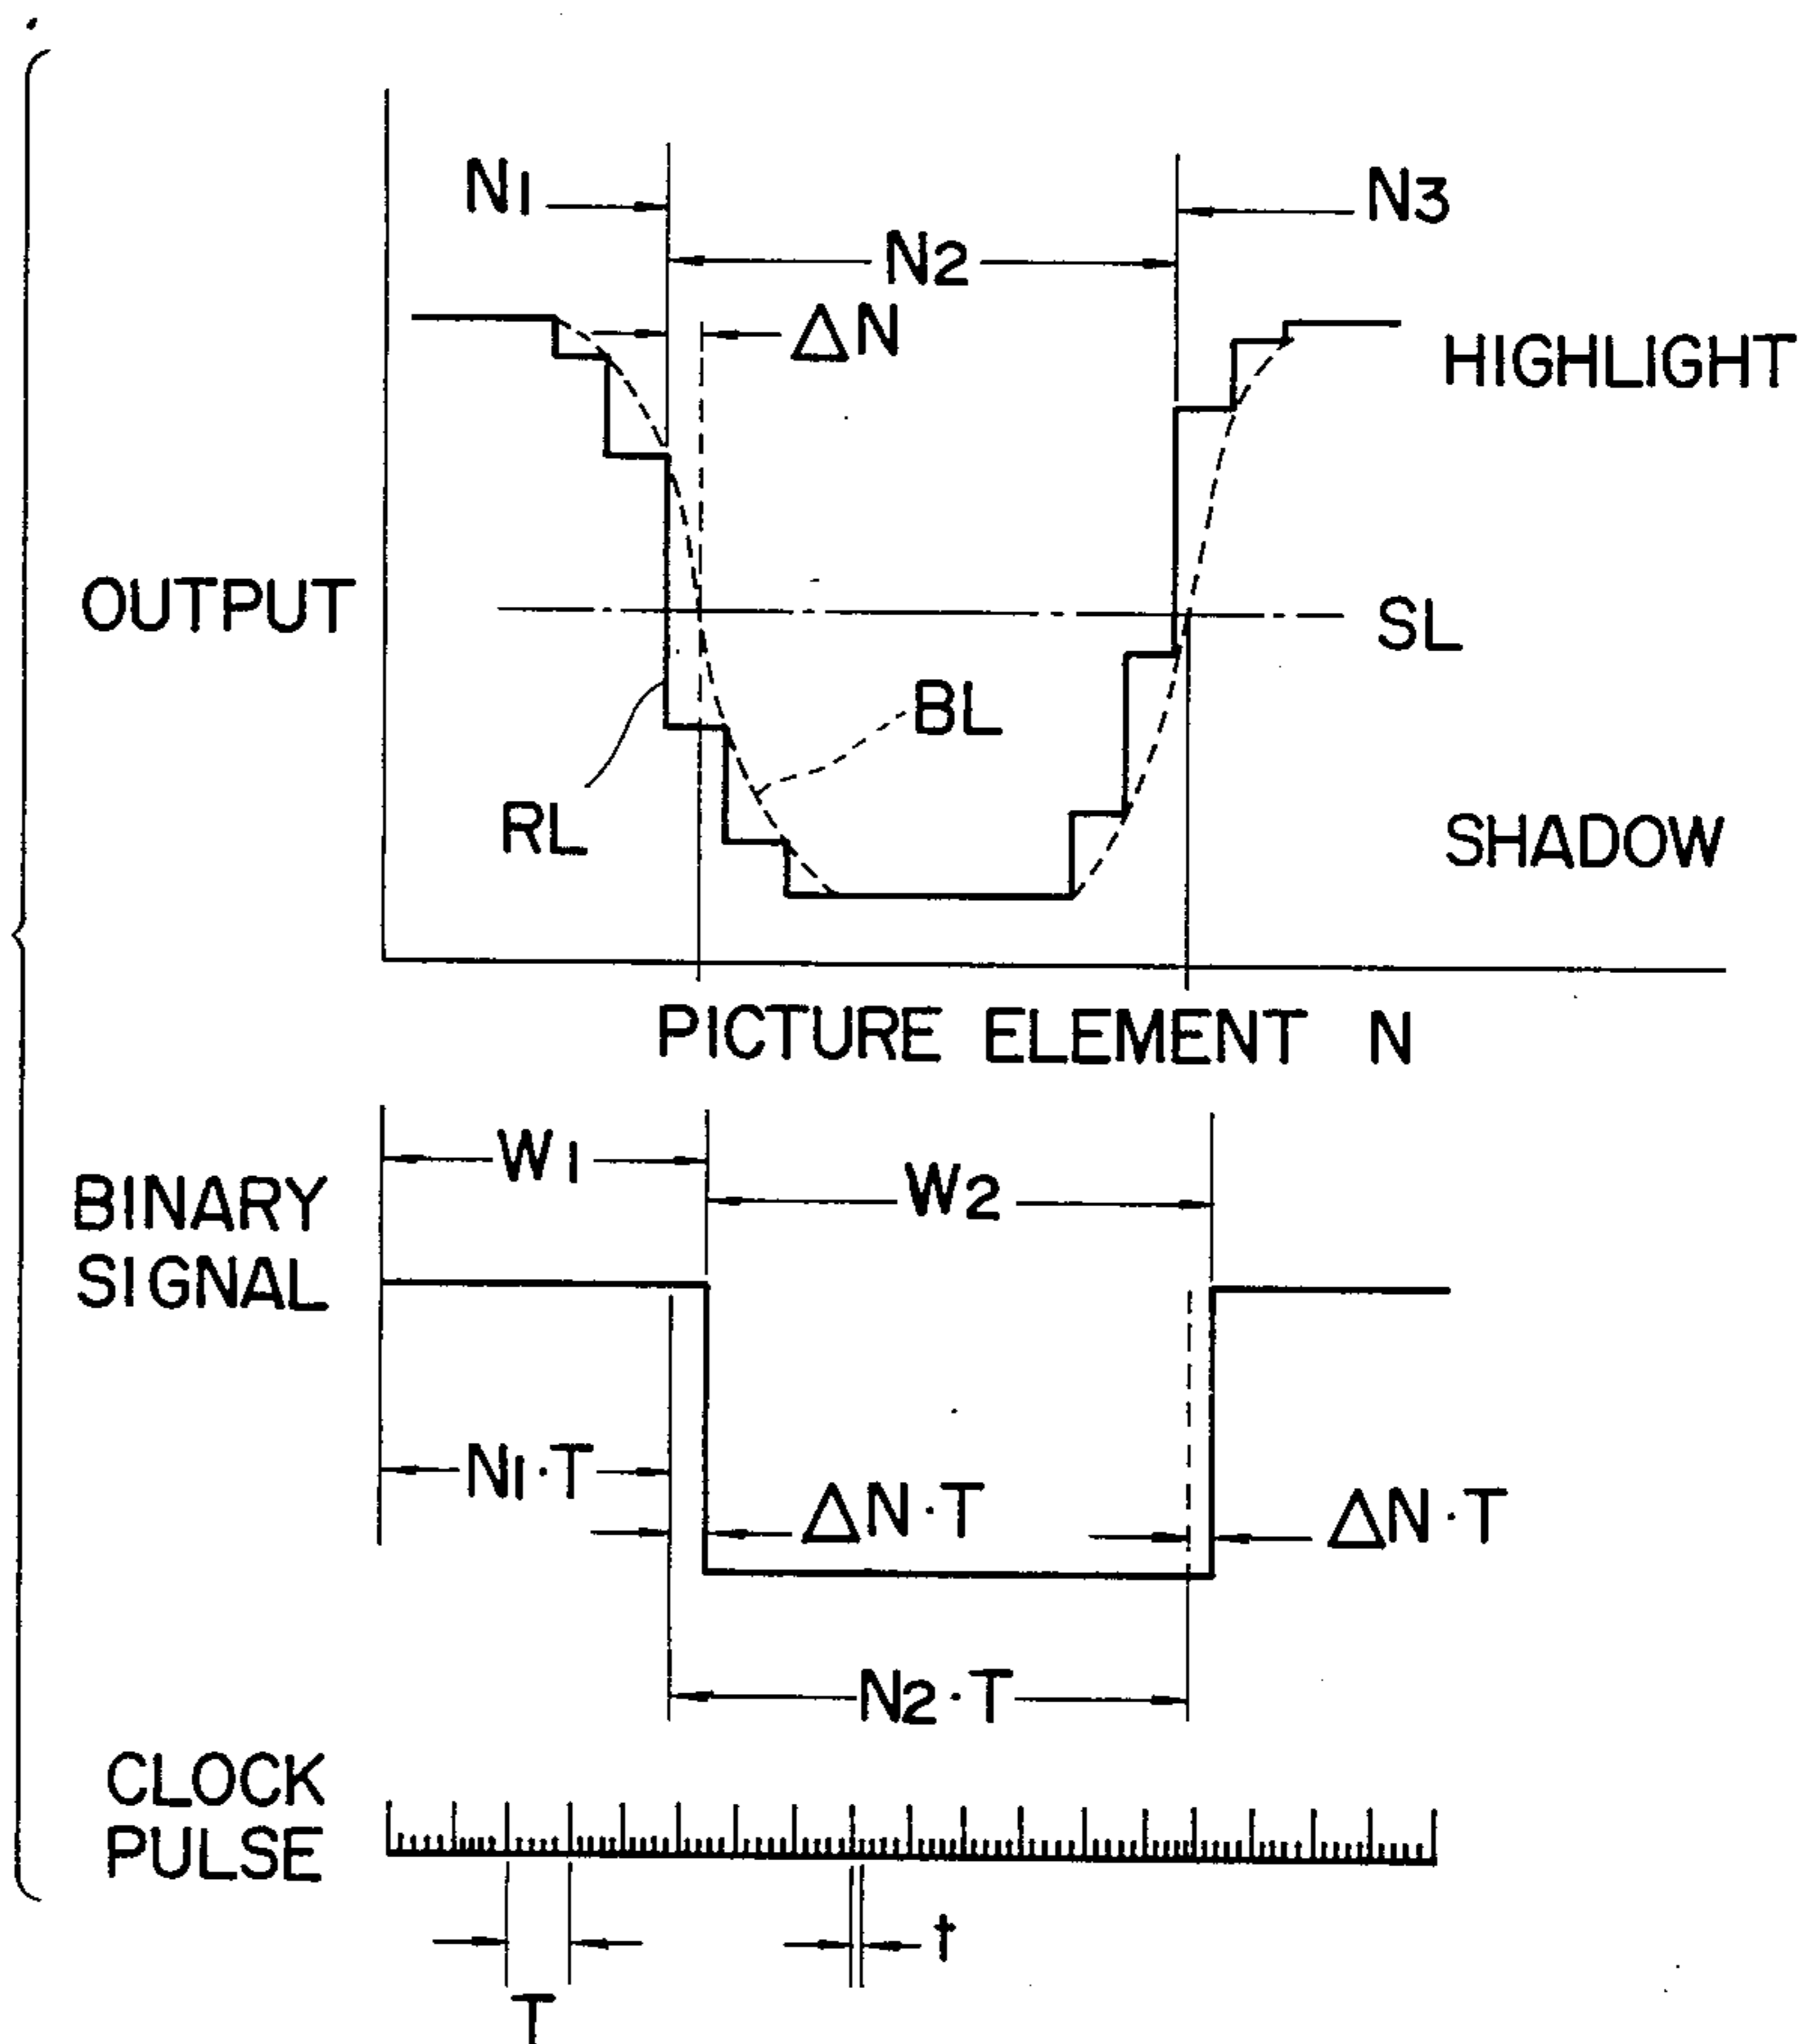 N1
N3
N2
ΔN
HIGHLIGHT
OUTPUT
SL
BL
RL
SHADOW
PICTURE ELEMENT N
W1
W2
BINARY
SIGNAL
N1·T
ΔN·T
ΔN·T
N2·T
CLOCK
PULSE
t
T